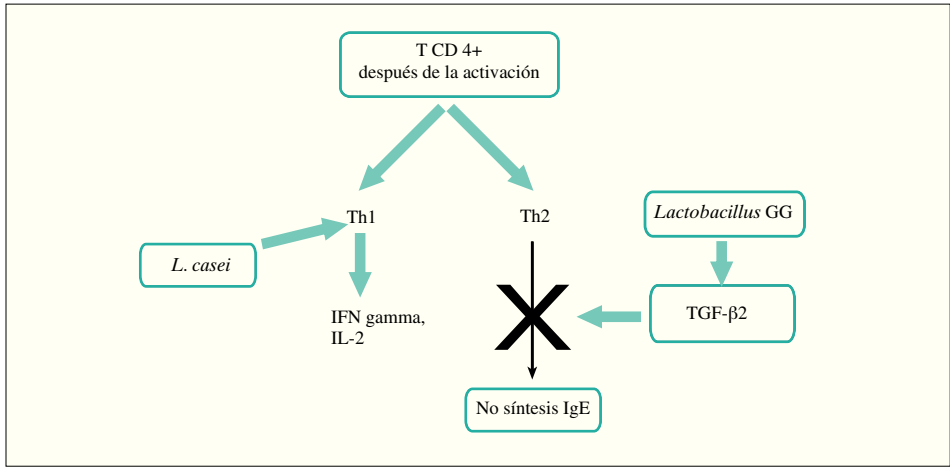 T CD 4+
después de la activación
Th1
Th2
Lactobacillus GG
L. casei
IFN gamma,
IL-2
TGF-β2
No síntesis IgE